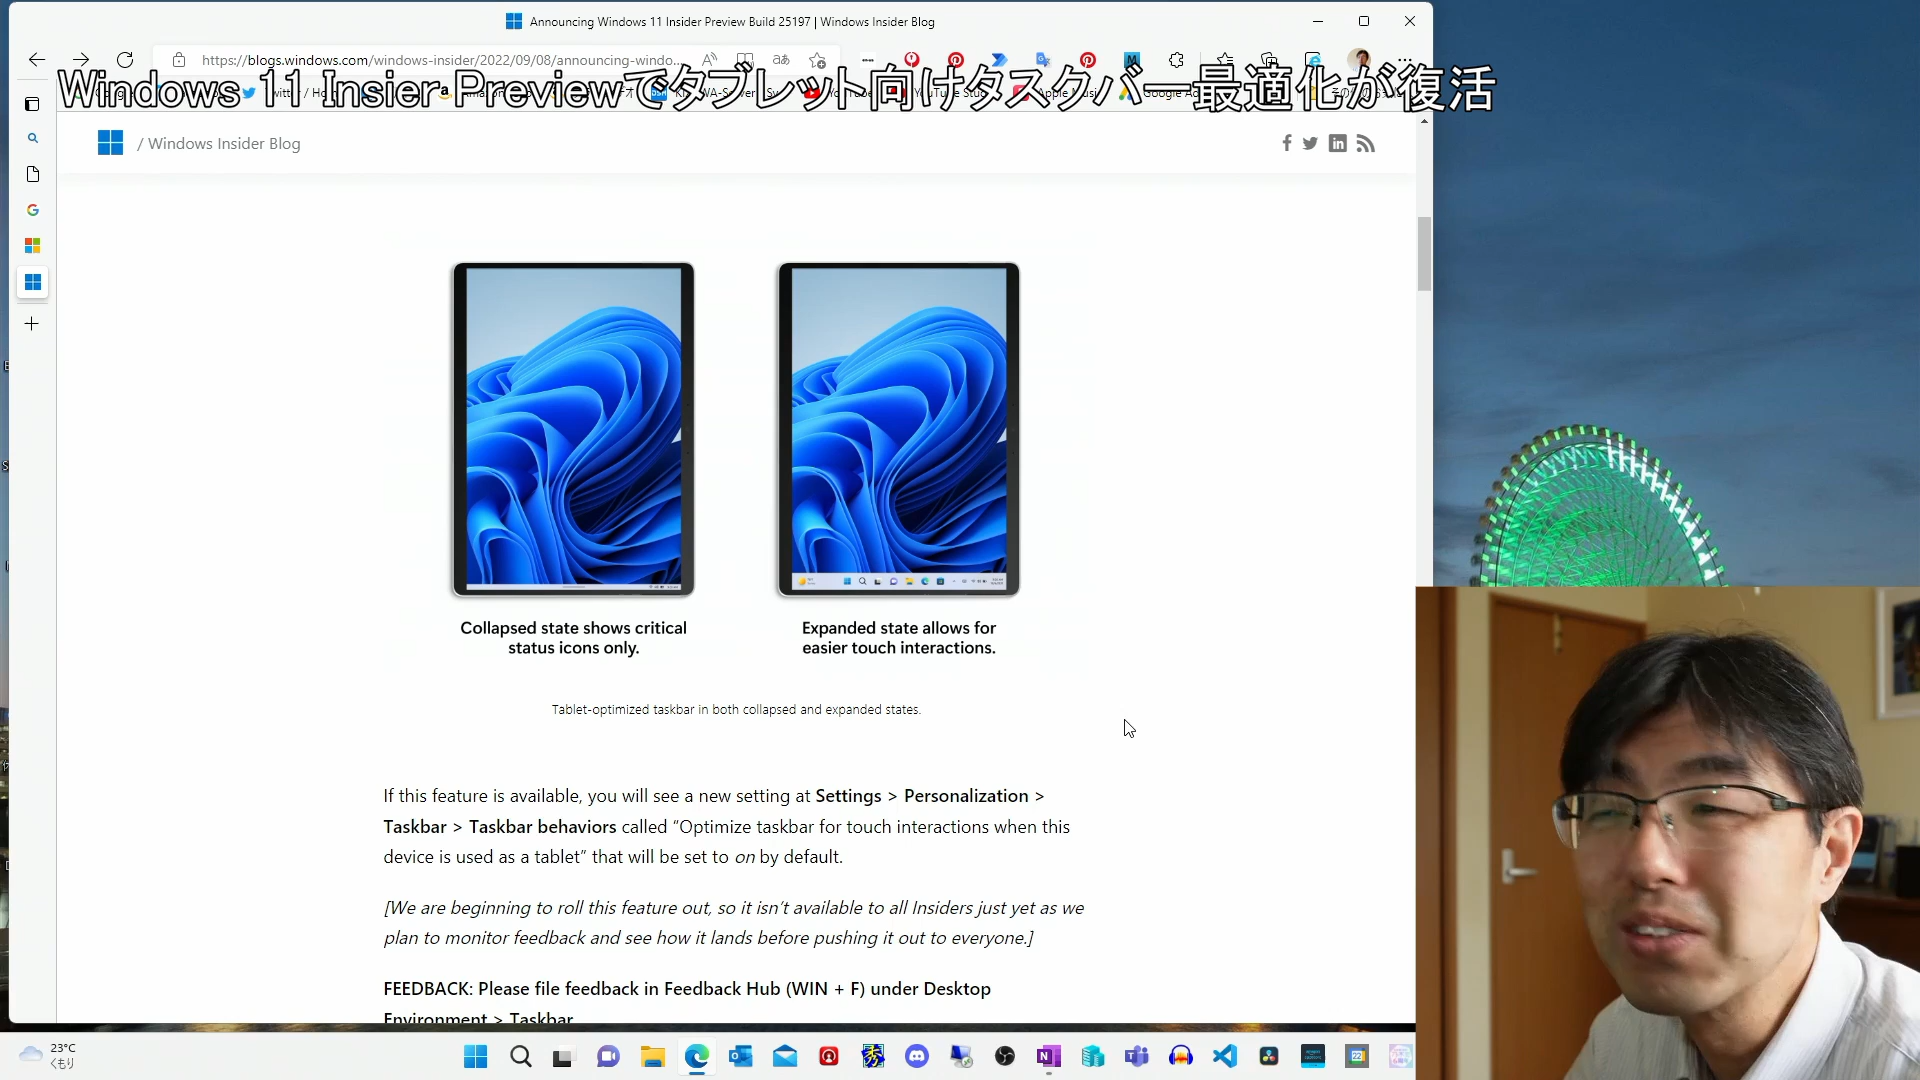 Announcing Windows 11 Insider Preview Build 25197 | Windows Insider Blog
https://blogs.windows.com/windows-insider/2022/09/08/announcing-windo...
Windows 11 Insier Previewでタブレット向けタスクバー最適化が復活
/ Windows Insider Blog
Collapsed state shows critical
status icons only.
Expanded state allows for
easier touch interactions.
Tablet-optimized taskbar in both collapsed and expanded states.
If this feature is available, you will see a new setting at Settings > Personalization >
Taskbar > Taskbar behaviors called “Optimize taskbar for touch interactions when this
device is used as a tablet” that will be set to on by default.
[We are beginning to roll this feature out, so it isn’t available to all Insiders just yet as we
plan to monitor feedback and see how it lands before pushing it out to everyone.]
FEEDBACK: Please file feedback in Feedback Hub (WIN + F) under Desktop
Environment > Taskbar
23°C
くもり